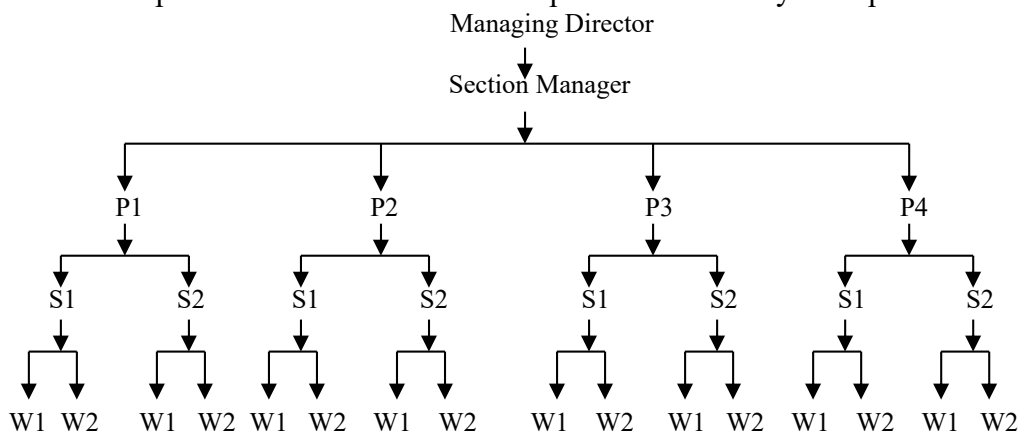 Managing Director
Section Manager
P1 P2 P3 P4
S1 S2 S1 S2 S1 S2 S1 S2
W1 W2 W1 W2 W1 W2 W1 W2 W1 W2 W1 W2 W1 W2 W1 W2